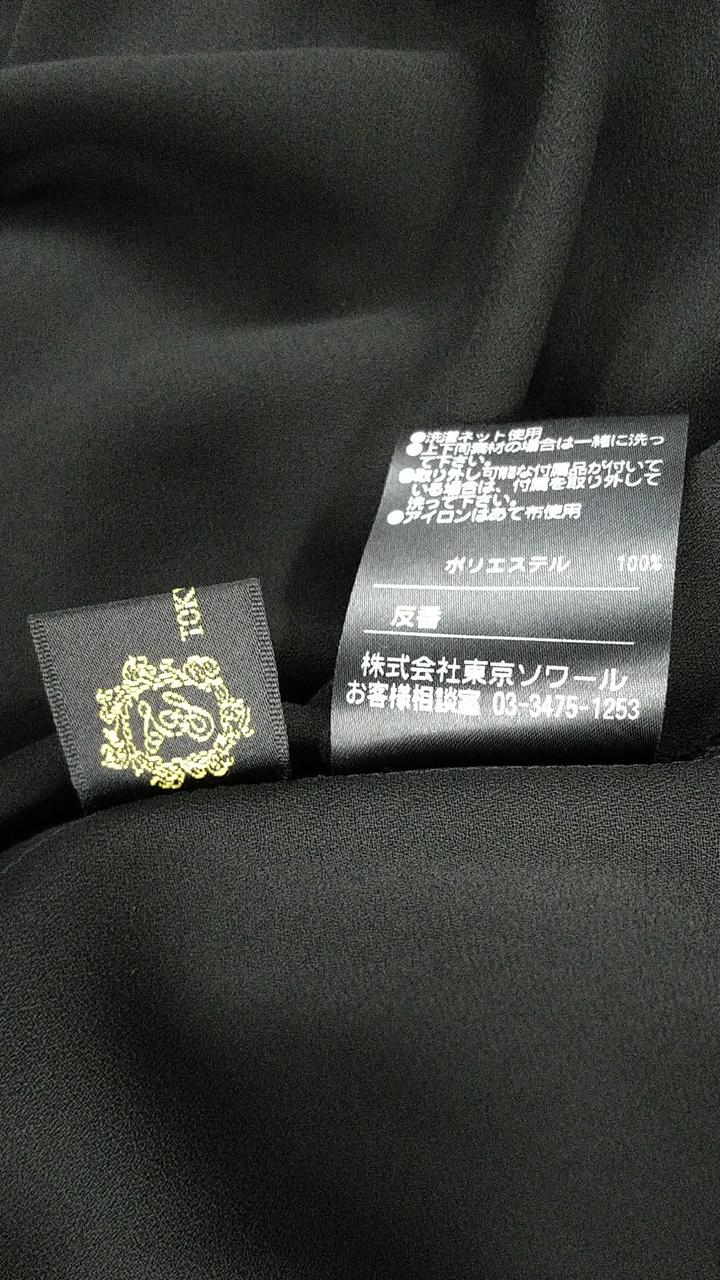 ●洗濯ネット使用
●上下同素材の場合は一緒に洗っ
て下さい。
●取り外し可能な付属品が付いて
いる場合は、付属を取り外して
洗って下さい。
●アイロンはあて布使用
ポリエステル 100%
反番
株式会社東京ソワール
お客様相談室 03-3475-1253
TOKY